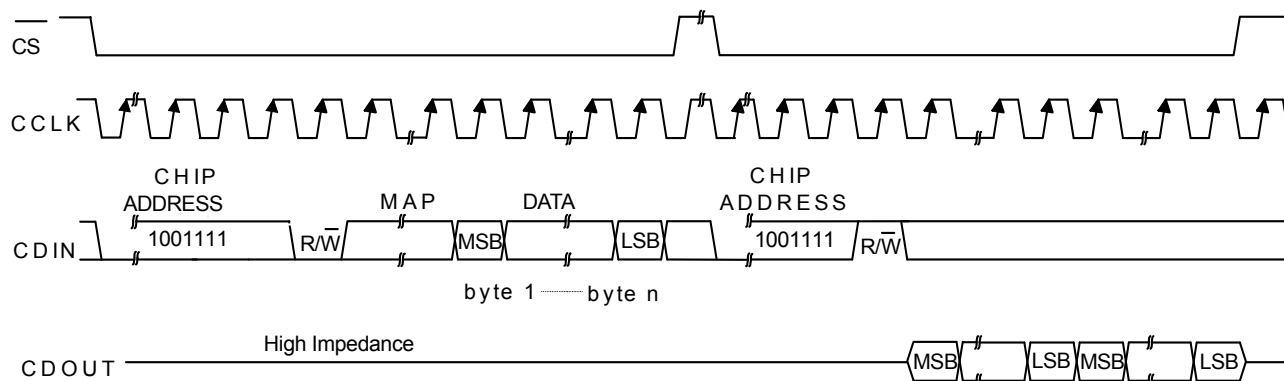 CS
CCLK
CHIP ADDRESS
MAP
DATA
CHIP ADDRESS
CDIN
1001111
R/W
MSB
LSB
1001111
R/W
byte 1 byte n
High Impedance
CDOUT
MSB
LSB
MSB
LSB